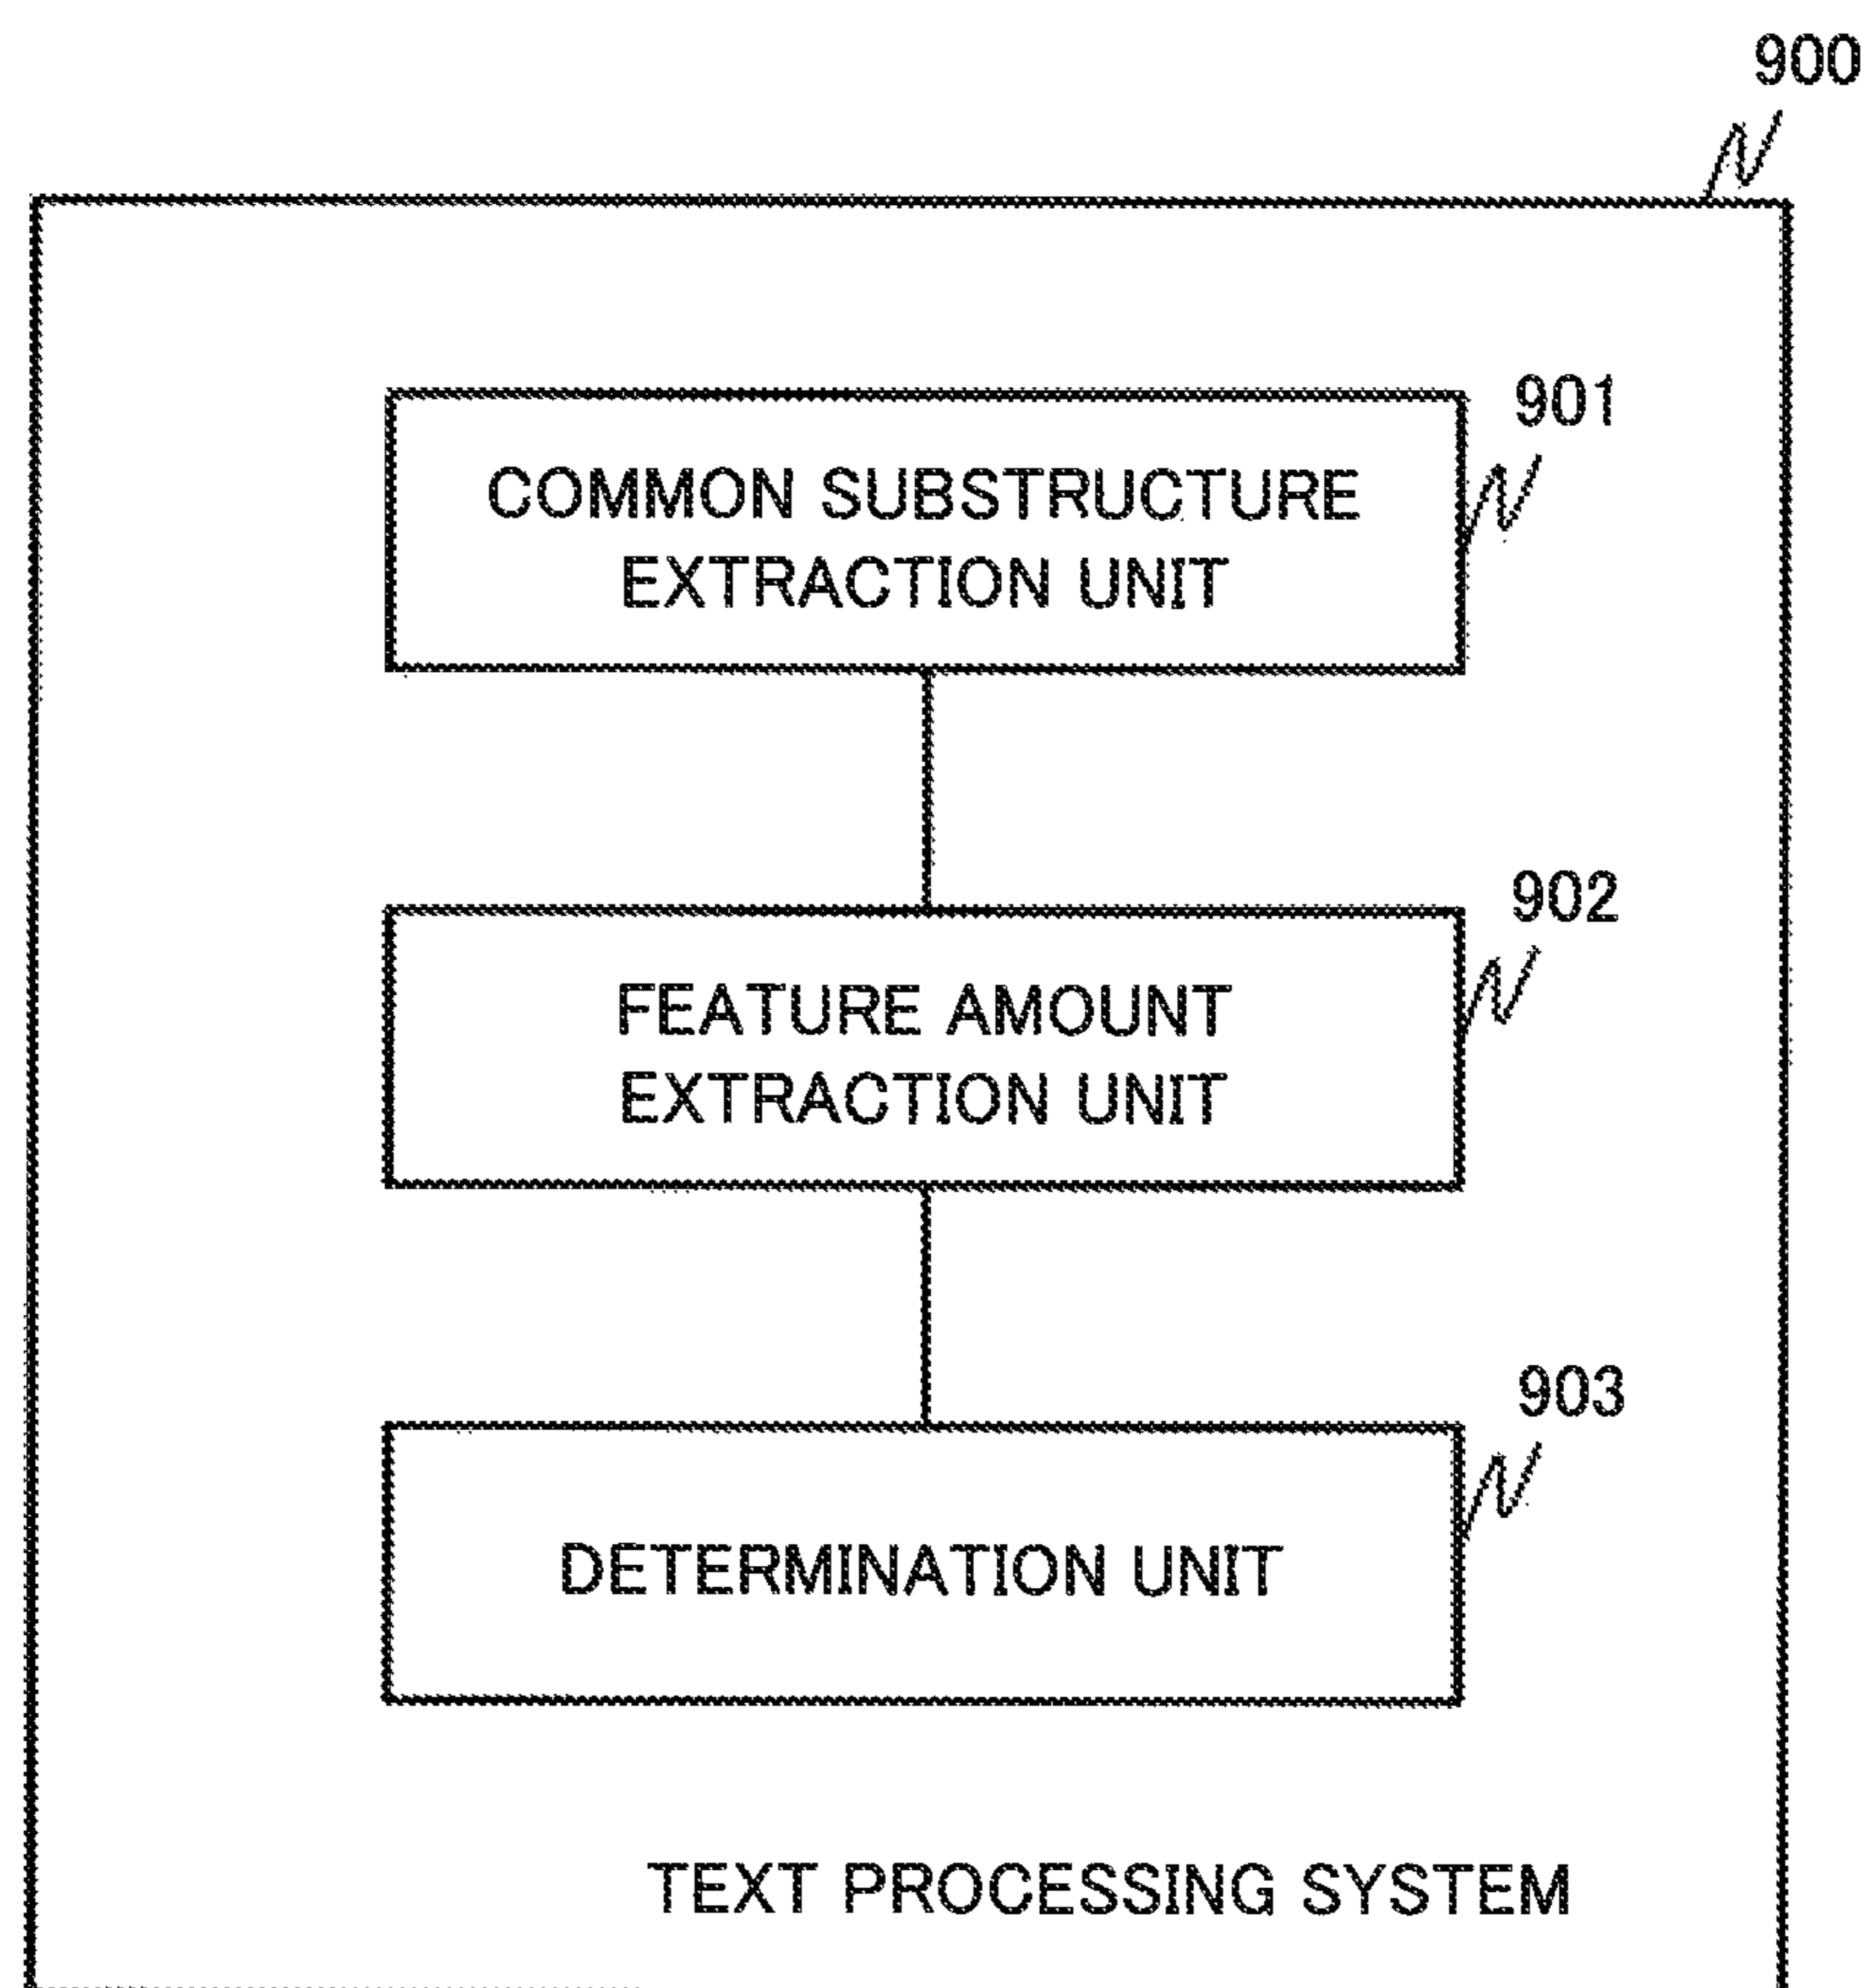 900
901
COMMON SUBSTRUCTURE
EXTRACTION UNIT
902
FEATURE AMOUNT
EXTRACTION UNIT
903
DETERMINATION UNIT
TEXT PROCESSING SYSTEM